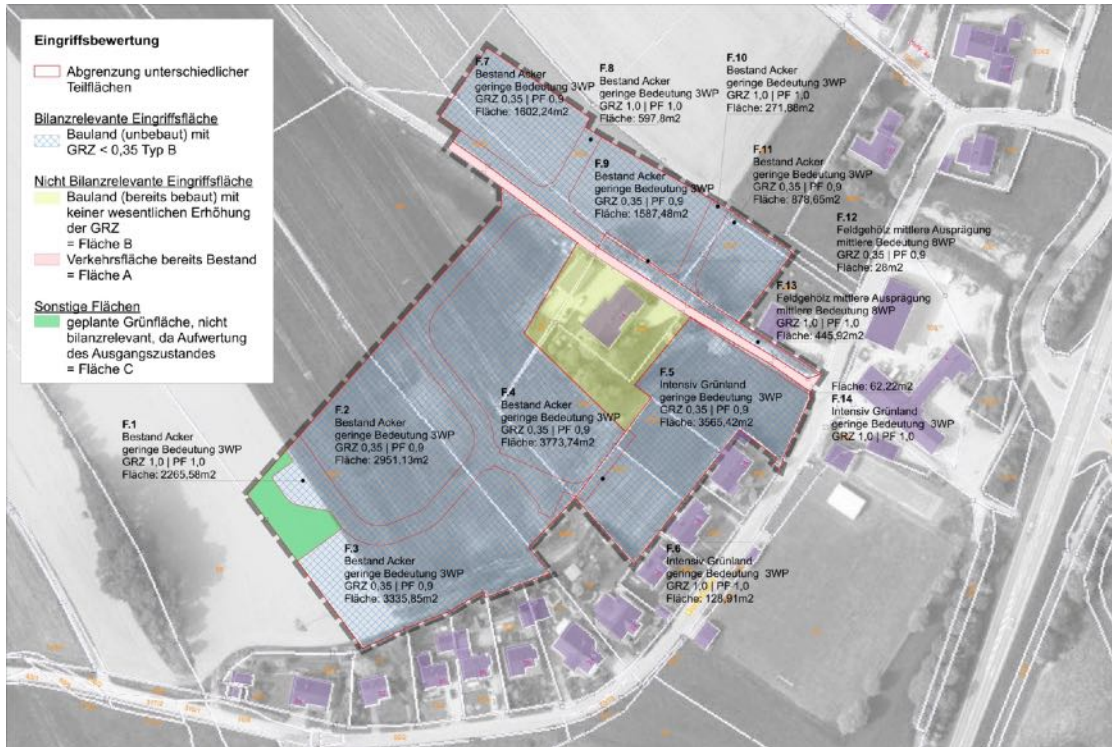 Eingriffsbewertung
Abgrenzung unterschiedlicher
Teilflächen
Bilanzrelevante Eingriffsfläche
Bauland (unbebaut) mit
GRZ < 0,35 Typ B
Nicht Bilanzrelevante Eingriffsfläche
Bauland (bereits bebaut) mit
keiner wesentlichen Erhöhung
der GRZ
= Fläche B
Verkehrsfläche bereits Bestand
= Fläche A
Sonstige Flächen
geplante Grünfläche, nicht
bilanzrelevant, da Aufwertung
des Ausgangszustandes
= Fläche C
F.7
Bestand Acker
geringe Bedeutung 3WP
GRZ 0,35 | PF 0,9
Fläche: 1602,24m2
F.8
Bestand Acker
geringe Bedeutung 3WP
GRZ 1,0 | PF 1,0
Fläche: 597,8m2
F.10
Bestand Acker
geringe Bedeutung 3WP
GRZ 1,0 | PF 1,0
Fläche: 271,88m2
F.9
Bestand Acker
geringe Bedeutung 3WP
GRZ 0,35 | PF 0,9
Fläche: 1587,48m2
F.11
Bestand Acker
geringe Bedeutung 3WP
GRZ 0,35 | PF 0,9
Fläche: 878,65m2
F.12
Feldgehölz mittlere Ausprägung
mittlere Bedeutung 8WP
GRZ 0,35 | PF 0,9
Fläche: 28m2
F.13
Feldgehölz mittlere Ausprägung
mittlere Bedeutung 8WP
GRZ 1,0 | PF 1,0
Fläche: 445,92m2
F.5
Intensiv Grünland
geringe Bedeutung 3WP
GRZ 0,35 | PF 0,9
Fläche: 3565,42m2
Fläche: 62,22m2
F.14
Intensiv Grünland
geringe Bedeutung 3WP
GRZ 1,0 | PF 1,0
F.4
Bestand Acker
geringe Bedeutung 3WP
GRZ 0,35 | PF 0,9
Fläche: 3773,74m2
F.2
Bestand Acker
geringe Bedeutung 3WP
GRZ 0,35 | PF 0,9
Fläche: 2951,13m2
F.1
Bestand Acker
geringe Bedeutung 3WP
GRZ 1,0 | PF 1,0
Fläche: 2265,58m2
F.3
Bestand Acker
geringe Bedeutung 3WP
GRZ 0,35 | PF 0,9
Fläche: 3335,85m2
F.6
Intensiv Grünland
geringe Bedeutung 3WP
GRZ 1,0 | PF 1,0
Fläche: 128,91m2